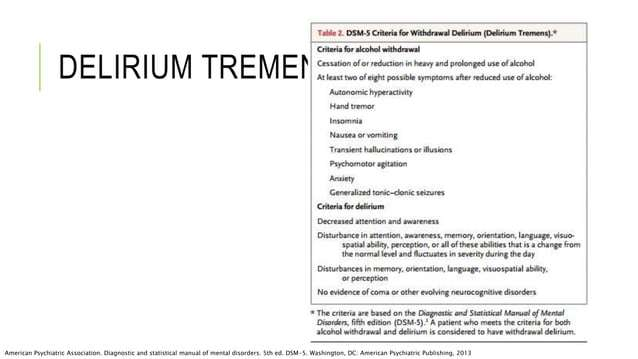 DELIRIUM TREMEN
Table 2. DSM-5 Criteria for Withdrawal Delirium (Delirium Tremens).*
Criteria for alcohol withdrawal
Cessation of or reduction in heavy and prolonged use of alcohol
At least two of eight possible symptoms after reduced use of alcohol:
Autonomic hyperactivity
Hand tremor
Insomnia
Nausea or vomiting
Transient hallucinations or illusions
Psychomotor agitation
Anxiety
Generalized tonic–clonic seizures
Criteria for delirium
Decreased attention and awareness
Disturbance in attention, awareness, memory, orientation, language, visuo-
spatial ability, perception, or all of these abilities that is a change from
the normal level and fluctuates in severity during the day
Disturbances in memory, orientation, language, visuospatial ability,
or perception
No evidence of coma or other evolving neurocognitive disorders
* The criteria are based on the Diagnostic and Statistical Manual of Mental
Disorders, fifth edition (DSM-5).² A patient who meets the criteria for both
alcohol withdrawal and delirium is considered to have withdrawal delirium.
American Psychiatric Association. Diagnostic and statistical manual of mental disorders. 5th ed. DSM-5. Washington, DC: American Psychiatric Publishing, 2013